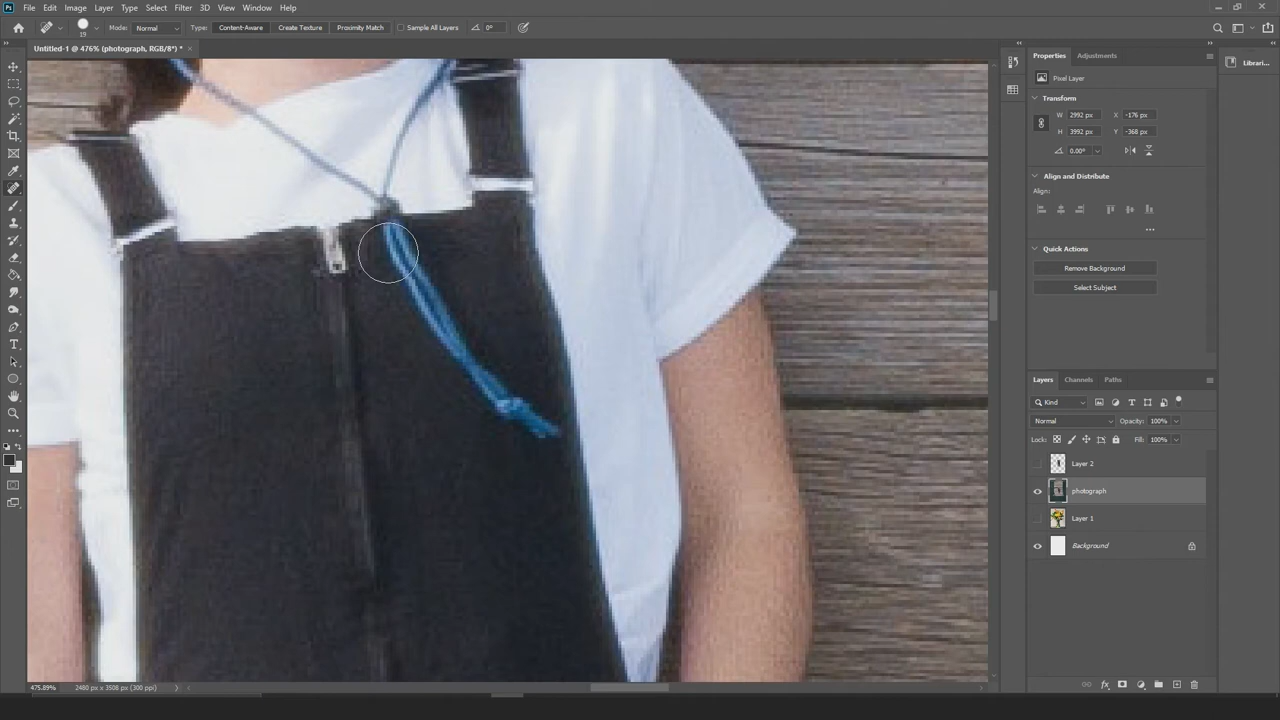 Ps File Edit Image Layer Type Select Filter 3D View Window Help
19 Mode: Normal Type: Content-Aware Create Texture Proximity Match Sample All Layers 0°
Untitled-1 @ 476% (photograph, RGB/8*) * ×
Properties Adjustments
Librari...
Pixel Layer
Transform
W 2992 px X -176 px
H 3992 px Y -368 px
0.00°
Align and Distribute
Align:
Quick Actions
Remove Background
Select Subject
Layers Channels Paths
Kind
Normal Opacity: 100%
Lock: Fill: 100%
Layer 2
photograph
Layer 1
Background
475.89% 2480 px x 3508 px (300 ppi)